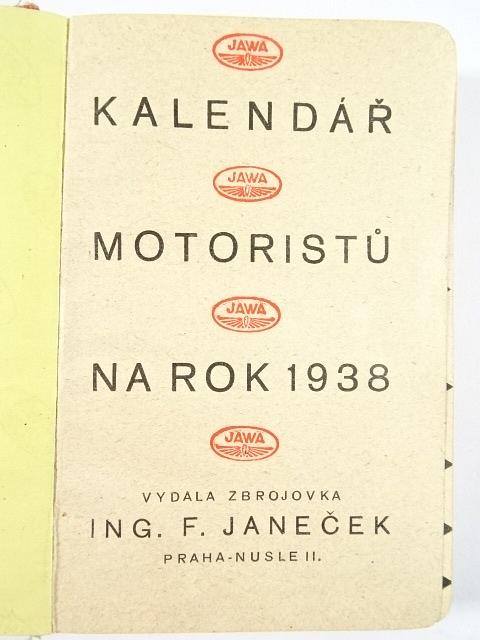 JAWA
KALENDÁŘ
JAWA
MOTORISTŮ
JAWA
NA ROK 1938
JAWA
VYDALA ZBROJOVKA
ING. F. JANEČEK
PRAHA-NUSLE II.